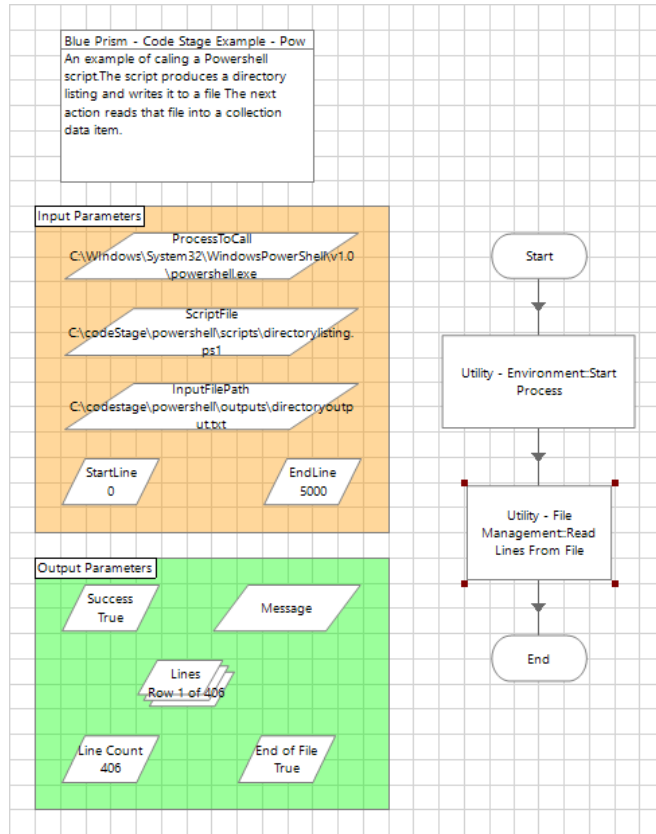 Blue Prism - Code Stage Example - Pow
An example of caling a Powershell
script.The script produces a directory
listing and writes it to a file The next
action reads that file into a collection
data item.
Input Parameters
ProcessToCall
C:\WIndows\System32\WindowsPowerShell\v1.0
\powershell.exe
ScriptFile
C:\codeStage\powershell\scripts\directorylisting.
ps1
InputFilePath
C:\codestage\powershell\outputs\directoryoutp
ut.txt
StartLine
0
EndLine
5000
Output Parameters
Success
True
Message
Lines
Row 1 of 406
Line Count
406
End of File
True
Start
Utility - Environment::Start
Process
Utility - File
Management::Read
Lines From File
End